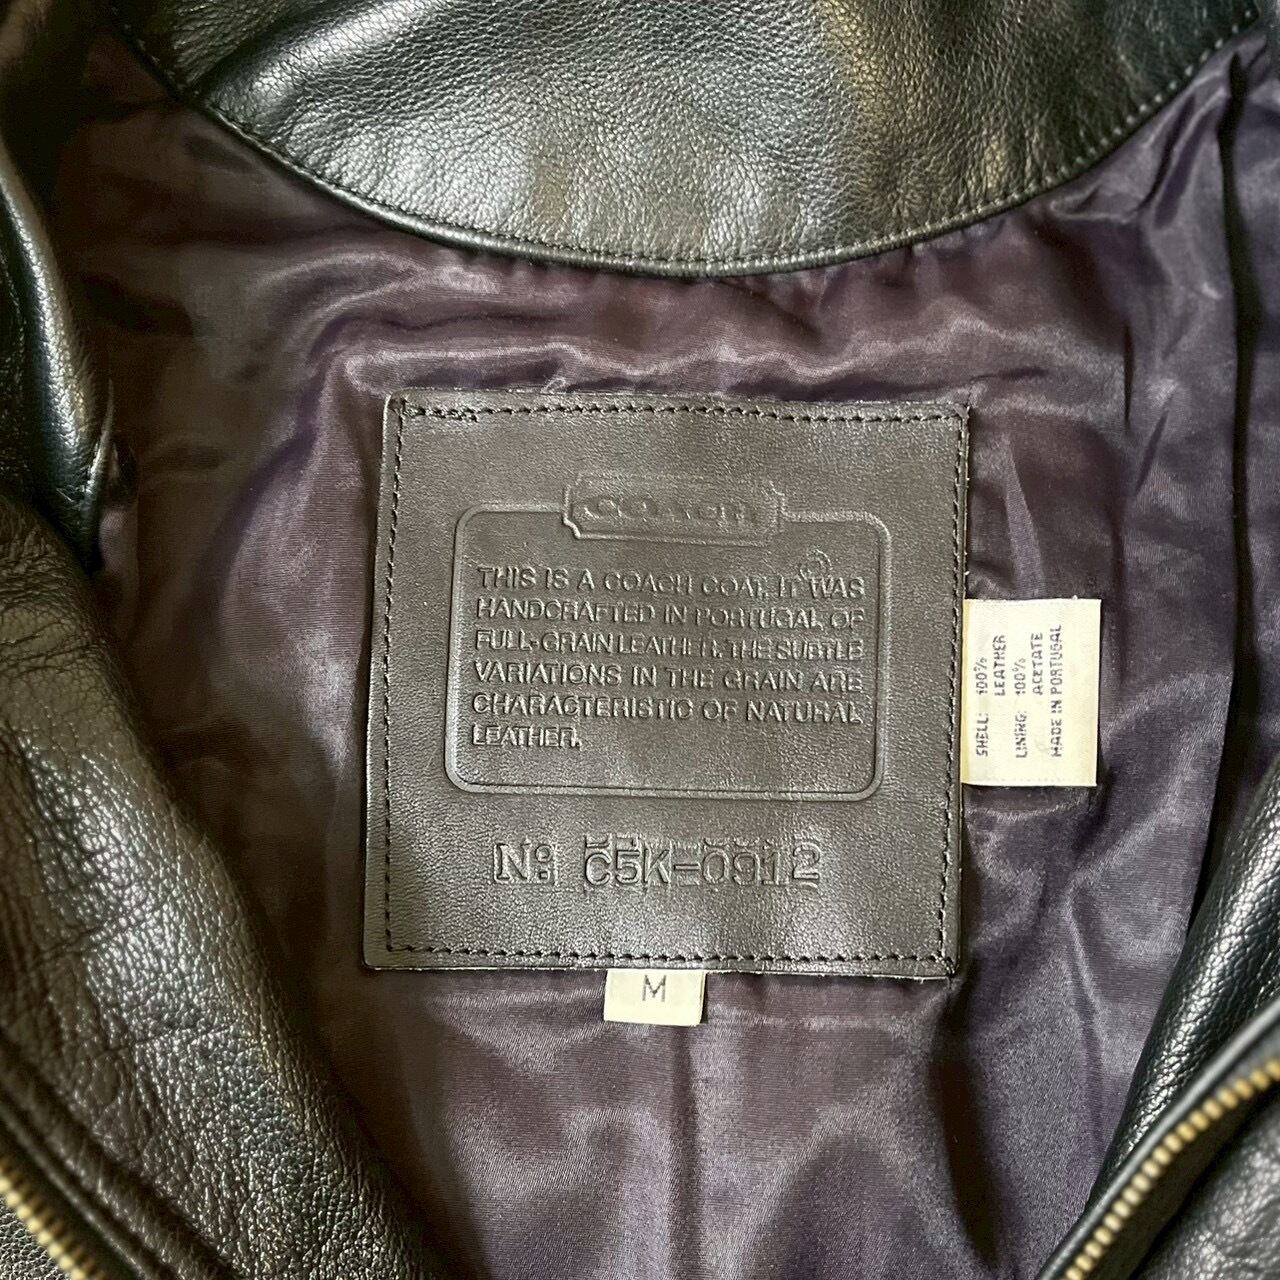 COACH
THIS IS A COACH COAT. IT WAS
HANDCRAFTED IN PORTUGAL OF
FULL-GRAIN LEATHER. THE SUBTLE
VARIATIONS IN THE GRAIN ARE
CHARACTERISTIC OF NATURAL
LEATHER.
No: C5K-0912
M
SHELL: 100%
LEATHER
LINING: 100%
ACETATE
MADE IN PORTUGAL